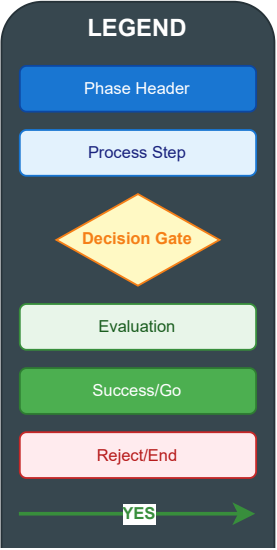 LEGEND
Phase Header
Process Step
Decision Gate
Evaluation
Success/Go
Reject/End
YES